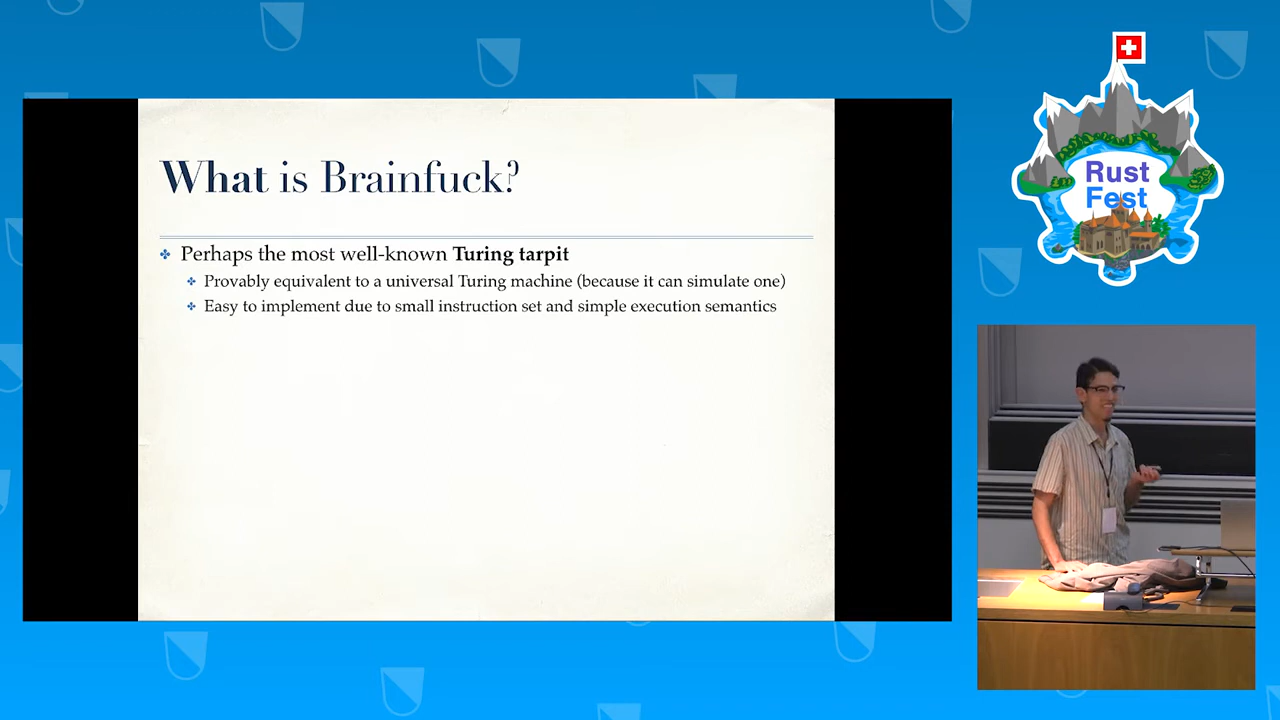 What is Brainfuck?
Perhaps the most well-known Turing tarpit
Provably equivalent to a universal Turing machine (because it can simulate one)
Easy to implement due to small instruction set and simple execution semantics
Rust
Fest